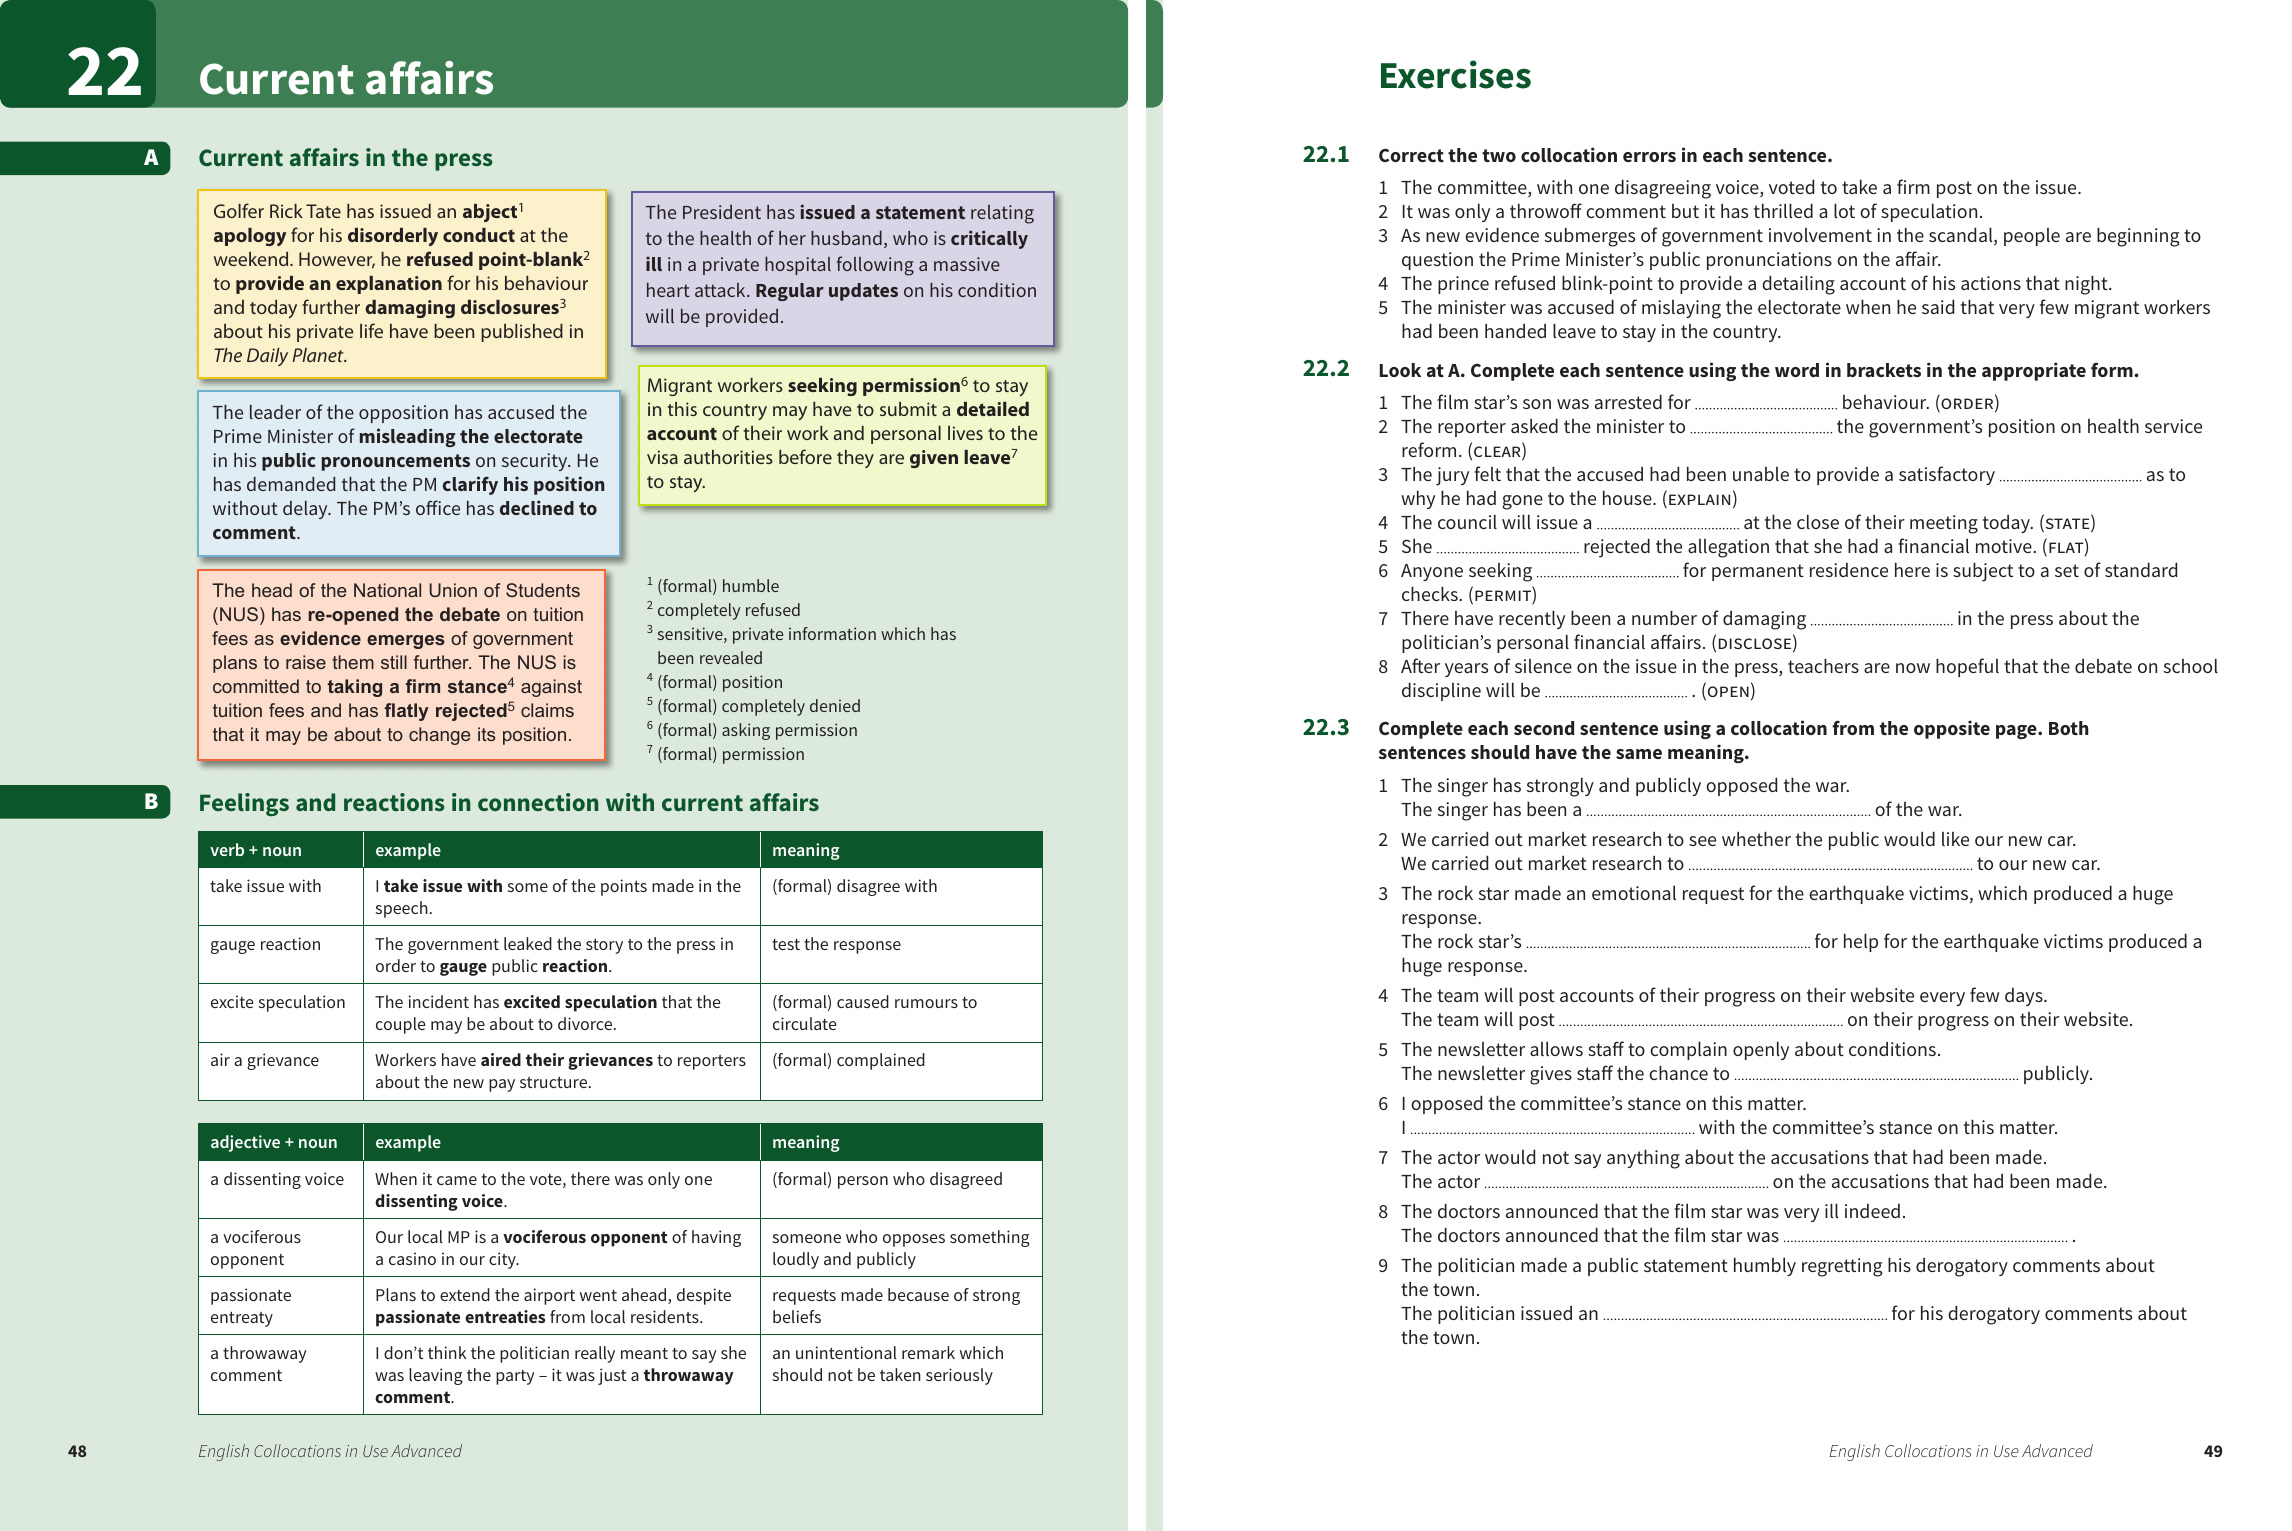 22
Current affairs
A
Current affairs in the press
Golfer Rick Tate has issued an abject1
apology for his disorderly conduct at the
weekend. However, he refused point-blank2
to provide an explanation for his behaviour
and today further damaging disclosures3
about his private life have been published in
The Daily Planet.
The President has issued a statement relating
to the health of her husband, who is critically
ill in a private hospital following a massive
heart attack. Regular updates on his condition
will be provided.
The leader of the opposition has accused the
Prime Minister of misleading the electorate
in his public pronouncements on security. He
has demanded that the PM clarify his position
without delay. The PM’s office has declined to
comment.
Migrant workers seeking permission6 to stay
in this country may have to submit a detailed
account of their work and personal lives to the
visa authorities before they are given leave7
to stay.
The head of the National Union of Students
(NUS) has re-opened the debate on tuition
fees as evidence emerges of government
plans to raise them still further. The NUS is
committed to taking a firm stance4 against
tuition fees and has flatly rejected5 claims
that it may be about to change its position.
1 (formal) humble
2 completely refused
3 sensitive, private information which has
been revealed
4 (formal) position
5 (formal) completely denied
6 (formal) asking permission
7 (formal) permission
B
Feelings and reactions in connection with current affairs
verb + noun example meaning
take issue with I take issue with some of the points made in the (formal) disagree with
speech.
gauge reaction The government leaked the story to the press in test the response
order to gauge public reaction.
excite speculation The incident has excited speculation that the (formal) caused rumours to
couple may be about to divorce. circulate
air a grievance Workers have aired their grievances to reporters (formal) complained
about the new pay structure.
adjective + noun example meaning
a dissenting voice When it came to the vote, there was only one (formal) person who disagreed
dissenting voice.
a vociferous Our local MP is a vociferous opponent of having someone who opposes something
opponent a casino in our city. loudly and publicly
passionate Plans to extend the airport went ahead, despite requests made because of strong
entreaty passionate entreaties from local residents. beliefs
a throwaway I don’t think the politician really meant to say she an unintentional remark which
comment was leaving the party – it was just a throwaway should not be taken seriously
comment.
48 English Collocations in Use Advanced
Exercises
22.1 Correct the two collocation errors in each sentence.
1 The committee, with one disagreeing voice, voted to take a firm post on the issue.
2 It was only a throwoff comment but it has thrilled a lot of speculation.
3 As new evidence submerges of government involvement in the scandal, people are beginning to
question the Prime Minister’s public pronunciations on the affair.
4 The prince refused blink-point to provide a detailing account of his actions that night.
5 The minister was accused of mislaying the electorate when he said that very few migrant workers
had been handed leave to stay in the country.
22.2 Look at A. Complete each sentence using the word in brackets in the appropriate form.
1 The film star’s son was arrested for ........................................ behaviour. (ORDER)
2 The reporter asked the minister to ........................................ the government’s position on health service
reform. (CLEAR)
3 The jury felt that the accused had been unable to provide a satisfactory ........................................ as to
why he had gone to the house. (EXPLAIN)
4 The council will issue a ........................................ at the close of their meeting today. (STATE)
5 She ........................................ rejected the allegation that she had a financial motive. (FLAT)
6 Anyone seeking ........................................ for permanent residence here is subject to a set of standard
checks. (PERMIT)
7 There have recently been a number of damaging ........................................ in the press about the
politician’s personal financial affairs. (DISCLOSE)
8 After years of silence on the issue in the press, teachers are now hopeful that the debate on school
discipline will be ........................................ . (OPEN)
22.3 Complete each second sentence using a collocation from the opposite page. Both
sentences should have the same meaning.
1 The singer has strongly and publicly opposed the war.
The singer has been a ........................................ of the war.
2 We carried out market research to see whether the public would like our new car.
We carried out market research to ........................................ to our new car.
3 The rock star made an emotional request for the earthquake victims, which produced a huge
response.
The rock star’s ........................................ for help for the earthquake victims produced a
huge response.
4 The team will post accounts of their progress on their website every few days.
The team will post ........................................ on their progress on their website.
5 The newsletter allows staff to complain openly about conditions.
The newsletter gives staff the chance to ........................................ publicly.
6 I opposed the committee’s stance on this matter.
I ........................................ with the committee’s stance on this matter.
7 The actor would not say anything about the accusations that had been made.
The actor ........................................ on the accusations that had been made.
8 The doctors announced that the film star was very ill indeed.
The doctors announced that the film star was ........................................ .
9 The politician made a public statement humbly regretting his derogatory comments about
the town.
The politician issued an ........................................ for his derogatory comments about
the town.
English Collocations in Use Advanced 49